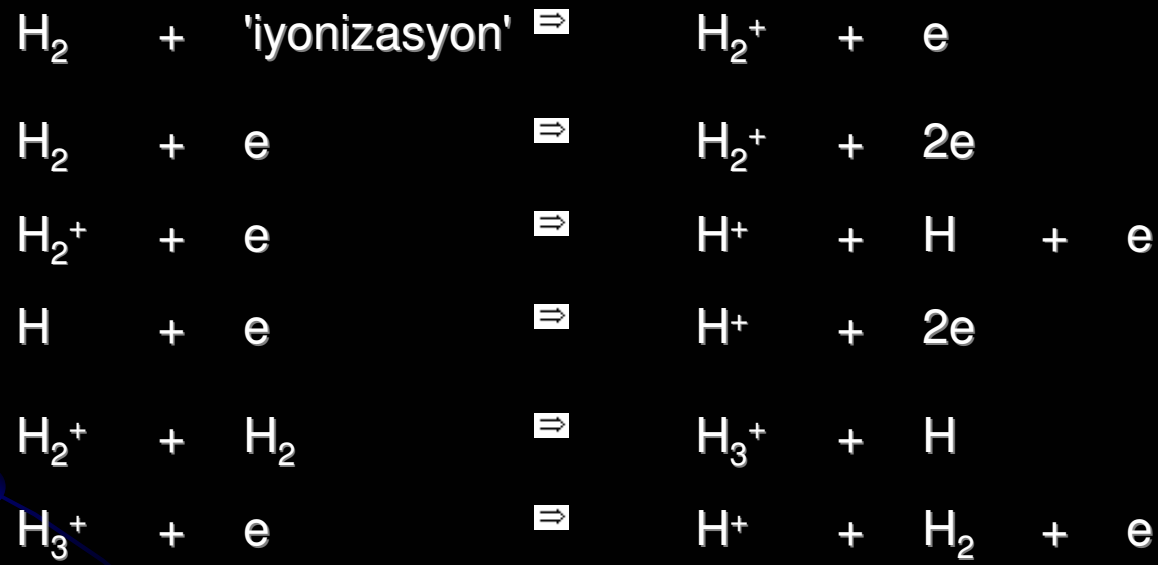 H₂ + 'iyonizasyon' ⇒ H₂⁺ + e
H₂ + e ⇒ H₂⁺ + 2e
H₂⁺ + e ⇒ H⁺ + H + e
H + e ⇒ H⁺ + 2e
H₂⁺ + H₂ ⇒ H₃⁺ + H
H₃⁺ + e ⇒ H⁺ + H₂ + e